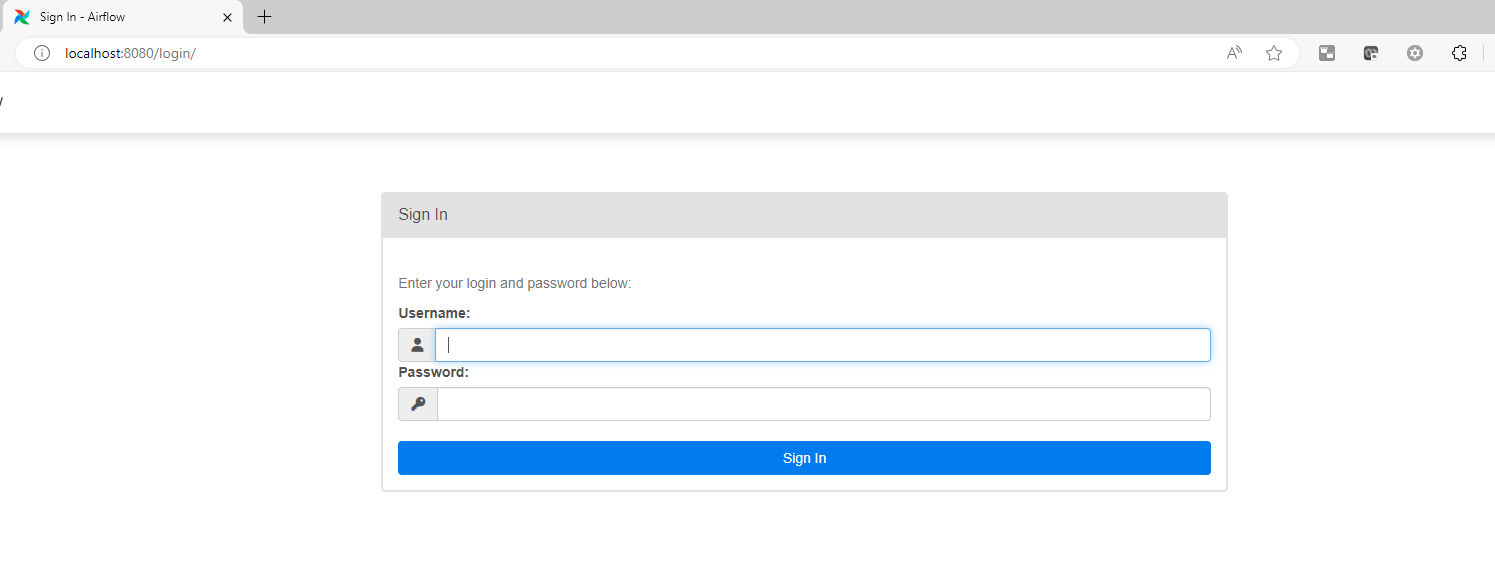 Sign In - Airflow
localhost:8080/login/
Sign In
Enter your login and password below:
Username:
Password:
Sign In